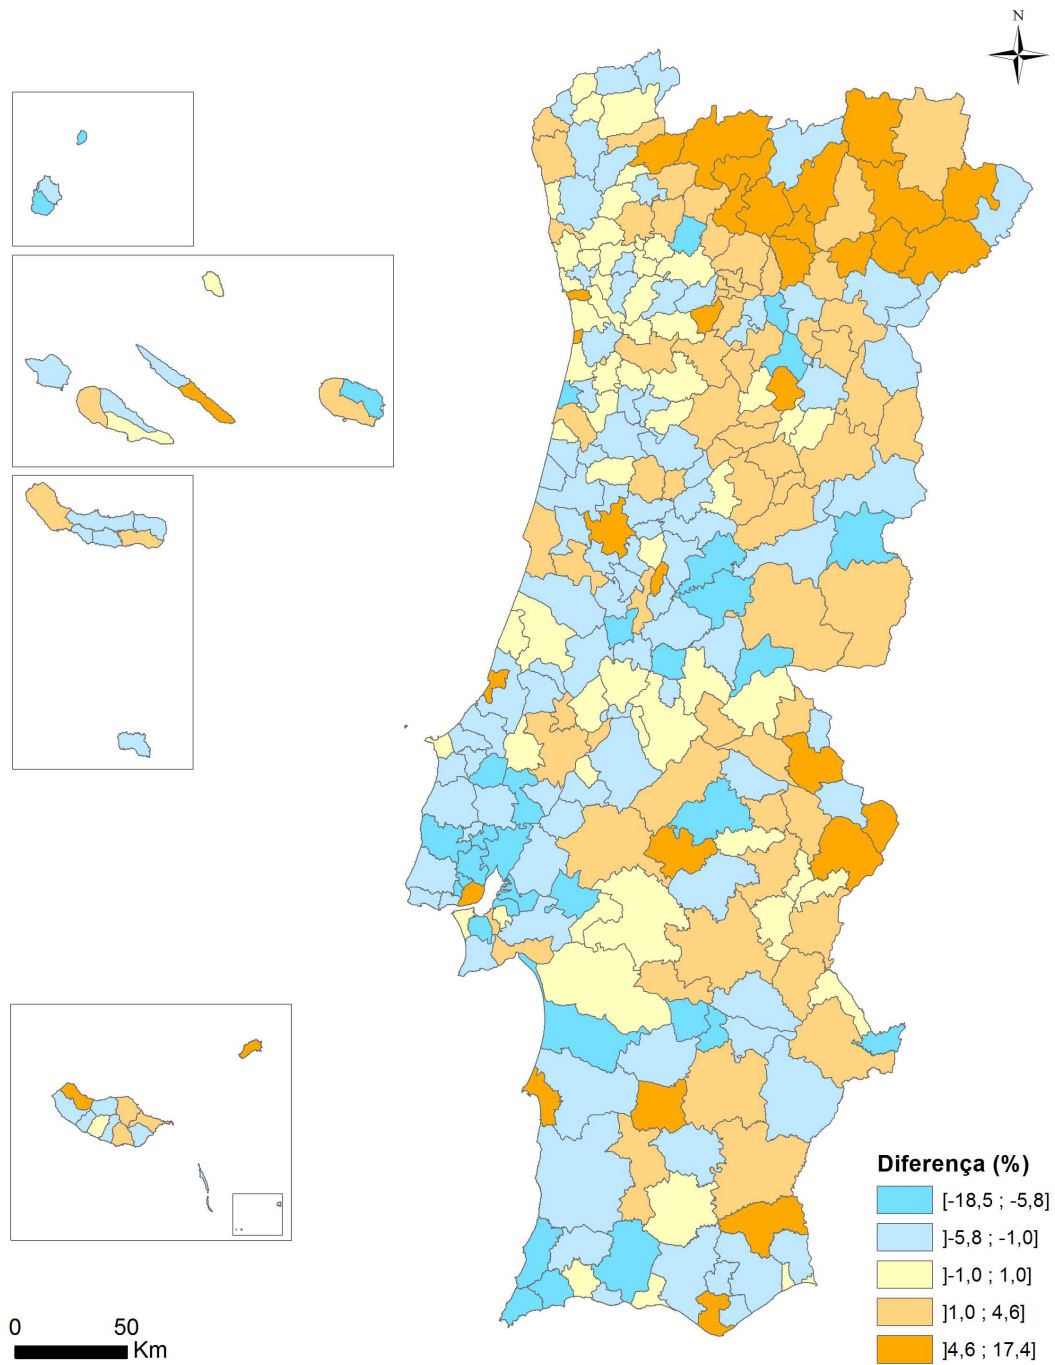 N
Diferença (%)
[-18,5 ; -5,8]
]-5,8 ; -1,0]
]-1,0 ; 1,0]
]1,0 ; 4,6]
]4,6 ; 17,4]
0 50
Km